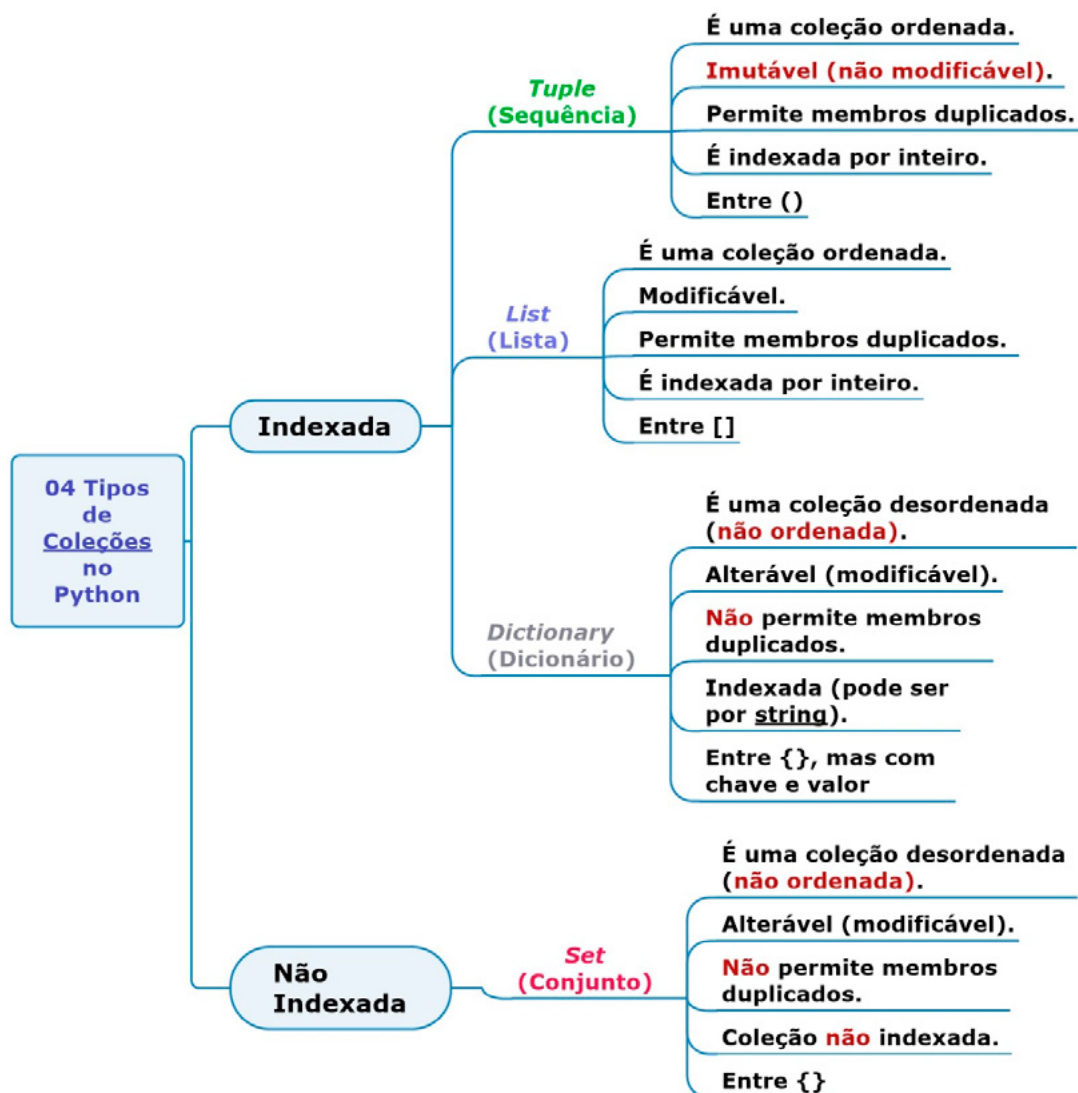 04 Tipos
de
Coleções
no
Python
Indexada
Tuple
(Sequência)
É uma coleção ordenada.
Imutável (não modificável).
Permite membros duplicados.
É indexada por inteiro.
Entre ()
List
(Lista)
É uma coleção ordenada.
Modificável.
Permite membros duplicados.
É indexada por inteiro.
Entre []
Dictionary
(Dicionário)
É uma coleção desordenada
(não ordenada).
Alterável (modificável).
Não permite membros
duplicados.
Indexada (pode ser
por string).
Entre {}, mas com
chave e valor
Não
Indexada
Set
(Conjunto)
É uma coleção desordenada
(não ordenada).
Alterável (modificável).
Não permite membros
duplicados.
Coleção não indexada.
Entre {}